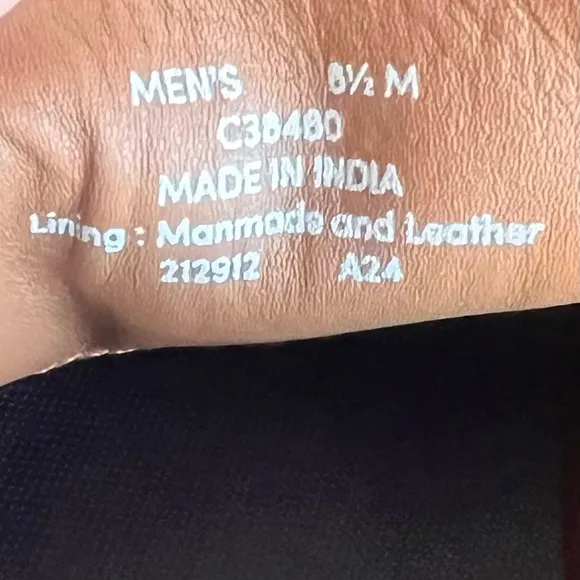 MEN'S 8½ M
C38480
MADE IN INDIA
Lining : Manmade and Leather
212912 A24